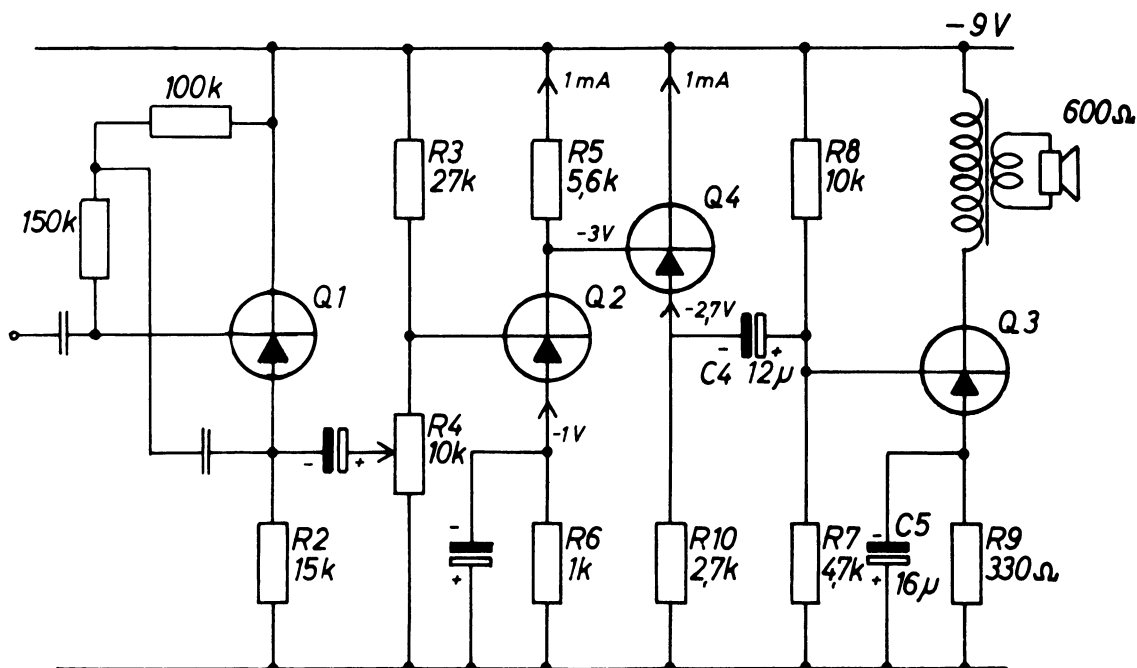 -9V
100k
1mA
1mA
600Ω
R3
27k
R5
5,6k
R8
10k
Q4
150k
-3V
Q1
Q2
-2,7V
Q3
- +
C4 12µ
-1V
R4
10k
- +
R2
15k
-
+
R6
1k
R10
2,7k
R7
4,7k
- C5
+ 16µ
R9
330Ω